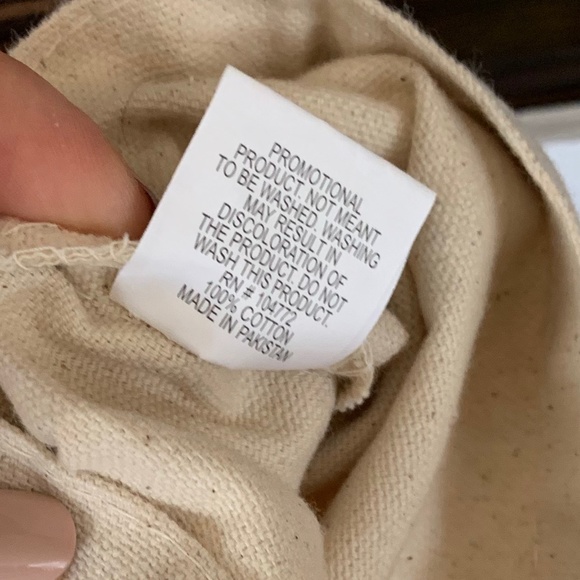 PROMOTIONAL
PRODUCT, NOT MEANT
TO BE WASHED. WASHING
MAY RESULT IN
DISCOLORATION OF
THE PRODUCT. DO NOT
WASH THIS PRODUCT.
RN # 104772
100% COTTON
MADE IN PAKISTAN